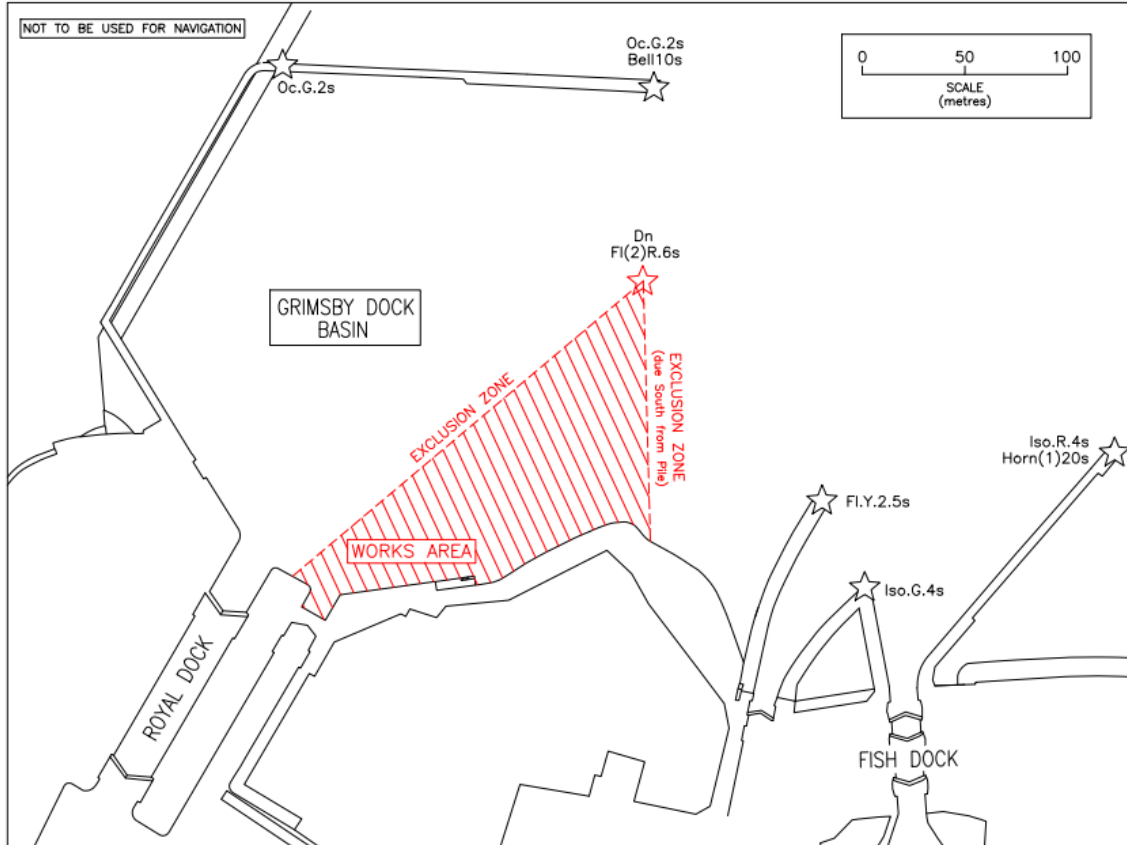 NOT TO BE USED FOR NAVIGATION
Oc.G.2s
Oc.G.2s
Bell10s
0 50 100
SCALE
(metres)
Dn
Fl(2)R.6s
GRIMSBY DOCK
BASIN
EXCLUSION ZONE
EXCLUSION ZONE
(due South from Pile)
WORKS AREA
Iso.R.4s
Horn(1)20s
Fl.Y.2.5s
Iso.G.4s
ROYAL DOCK
FISH DOCK